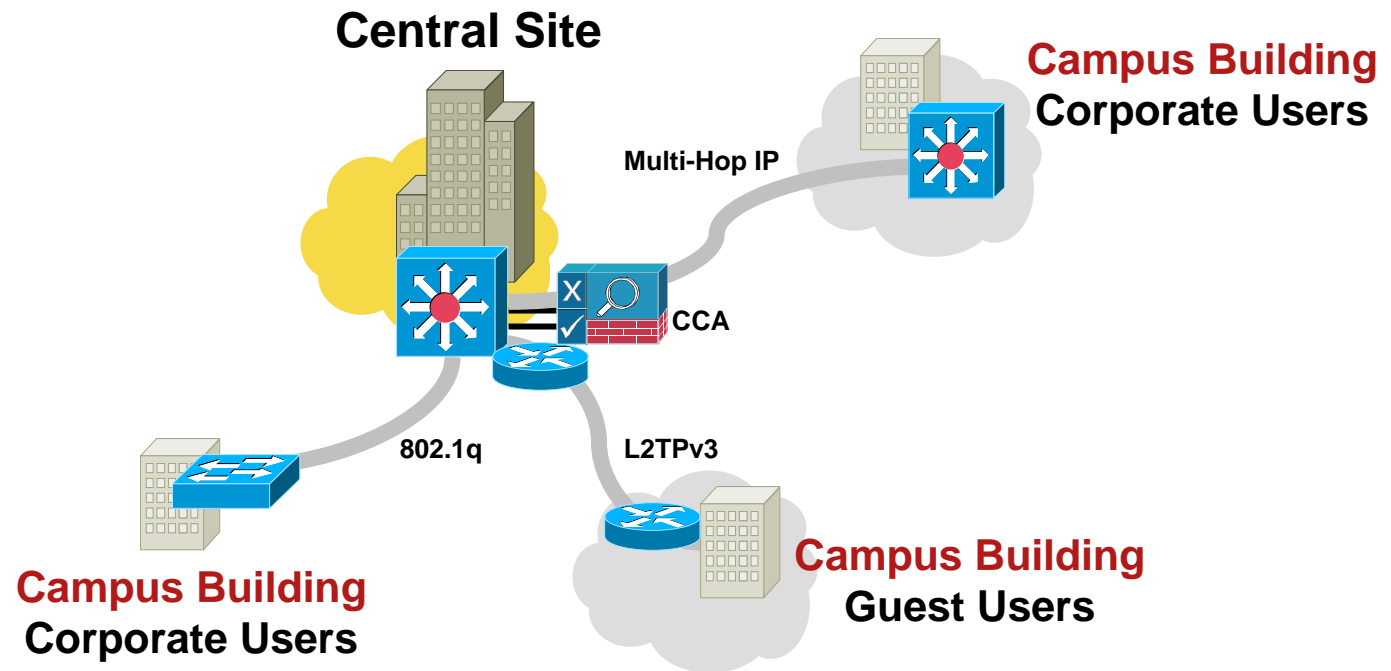 Central Site
Campus Building
Corporate Users
Multi-Hop IP
X
CCA
802.1q
L2TPv3
Campus Building
Guest Users
Campus Building
Corporate Users